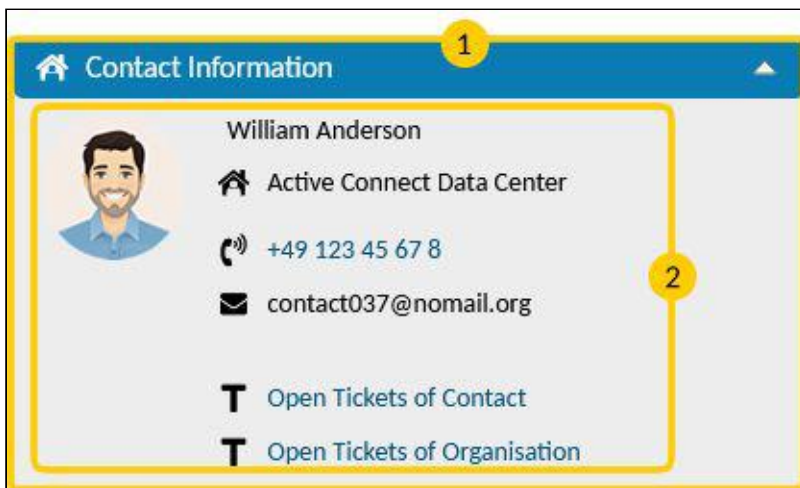 1
Contact Information
William Anderson
Active Connect Data Center
+49 123 45 67 8
2
contact037@nomail.org
T Open Tickets of Contact
T Open Tickets of Organisation